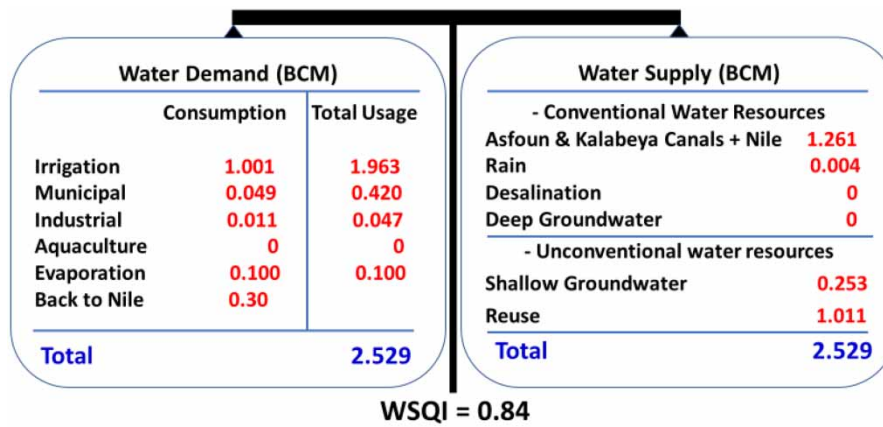 Water Demand (BCM)
Consumption Total Usage
Irrigation 1.001 1.963
Municipal 0.049 0.420
Industrial 0.011 0.047
Aquaculture 0 0
Evaporation 0.100 0.100
Back to Nile 0.30
Total 2.529
Water Supply (BCM)
- Conventional Water Resources
Asfoun & Kalabeya Canals + Nile 1.261
Rain 0.004
Desalination 0
Deep Groundwater 0
- Unconventional water resources
Shallow Groundwater 0.253
Reuse 1.011
Total 2.529
WSQI = 0.84